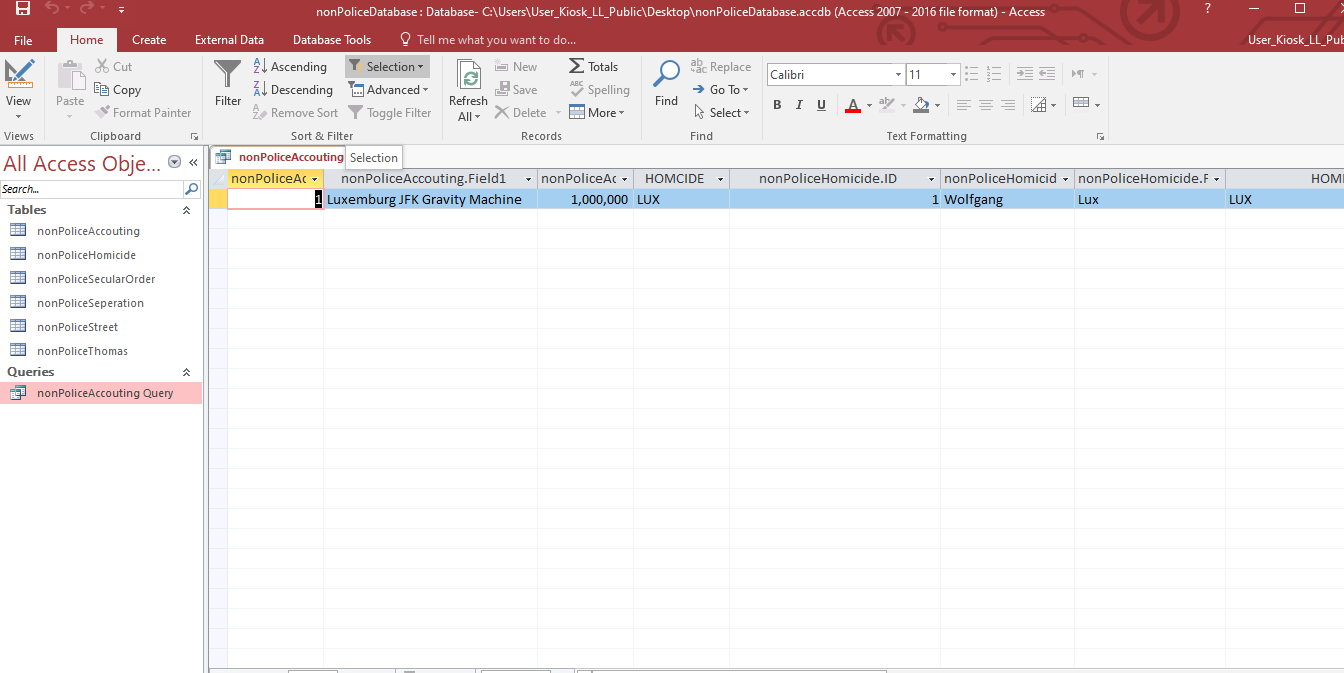 nonPoliceDatabase : Database- C:\Users\User_Kiosk_LL_Public\Desktop\nonPoliceDatabase.accdb (Access 2007 - 2016 file format) - Access
?
File Home Create External Data Database Tools Tell me what you want to do... User_Kiosk_LL_Pub
View
Views
Paste
Cut
Copy
Format Painter
Clipboard
Filter
Ascending
Descending
Remove Sort
Selection
Advanced
Toggle Filter
Sort & Filter
Refresh
All
New
Save
Delete
Totals
Spelling
More
Records
Find
Replace
Go To
Select
Find
Calibri 11
B I U A
Text Formatting
All Access Obje... «
Search...
Tables
nonPoliceAccouting
nonPoliceHomicide
nonPoliceSecularOrder
nonPoliceSeperation
nonPoliceStreet
nonPoliceThomas
Queries
nonPoliceAccouting Query
nonPoliceAccouting
Selection
nonPoliceAc nonPoliceAccouting.Field1 nonPoliceAc HOMCIDE nonPoliceHomicide.ID nonPoliceHomicid nonPoliceHomicide.F HOM
1 Luxemburg JFK Gravity Machine 1,000,000 LUX 1 Wolfgang Lux LUX